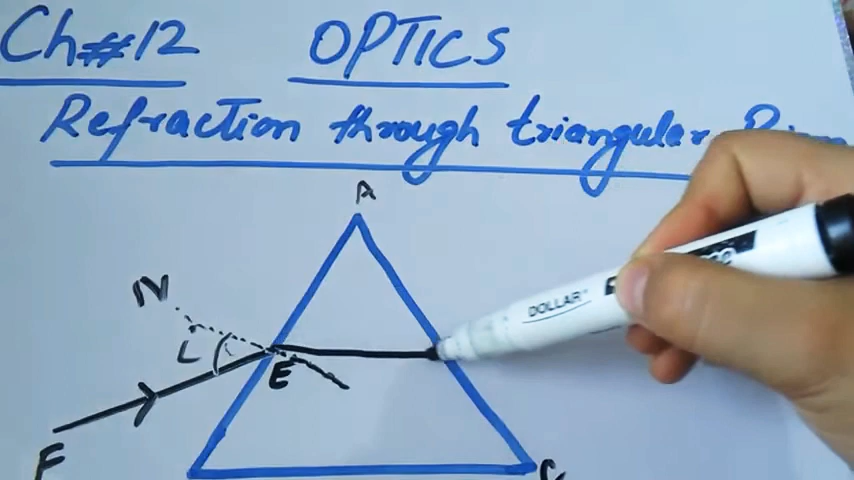 Ch#12 OPTICS
Refraction through triangular
A
N
i
E
DOLLAR
F
C